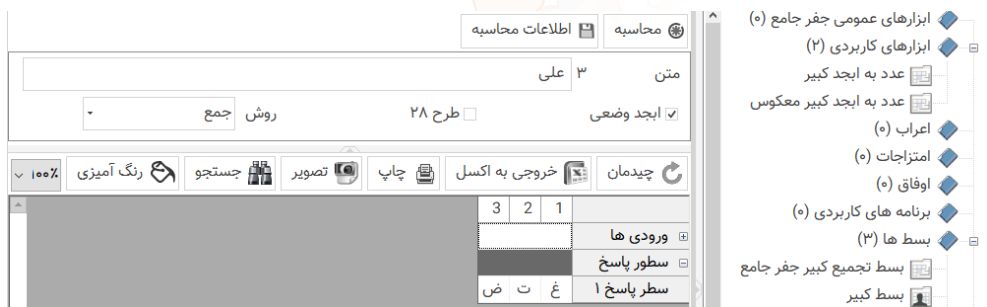 محاسبه اطلاعات محاسبه
متن ۳ علی
ابجد وضعی طرح ۲۸ روش جمع
چیدمان خروجی به اکسل چاپ تصویر جستجو رنگ آمیزی ۱۰۰٪
1 2 3
ورودی ها
سطور پاسخ
سطر پاسخ ۱ غ ت ض
ابزارهای عمومی جفر جامع (۰)
ابزارهای کاربردی (۲)
عدد به ابجد کبیر
عدد به ابجد کبیر معکوس
اعراب (۰)
امتزاجات (۰)
اوفاق (۰)
برنامه های کاربردی (۰)
بسط ها (۳)
بسط تجمیع کبیر جفر جامع
بسط کبیر